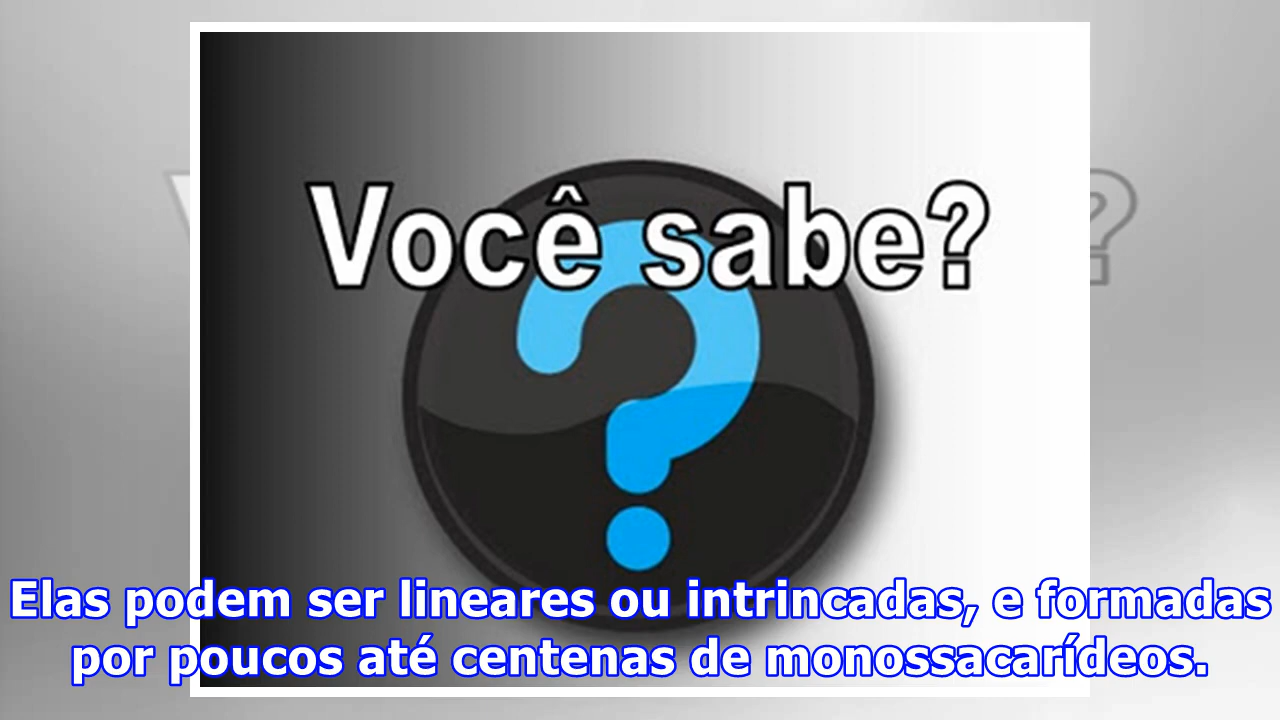 Você sabe?
Elas podem ser lineares ou intrincadas, e formadas
por poucos até centenas de monossacarídeos.